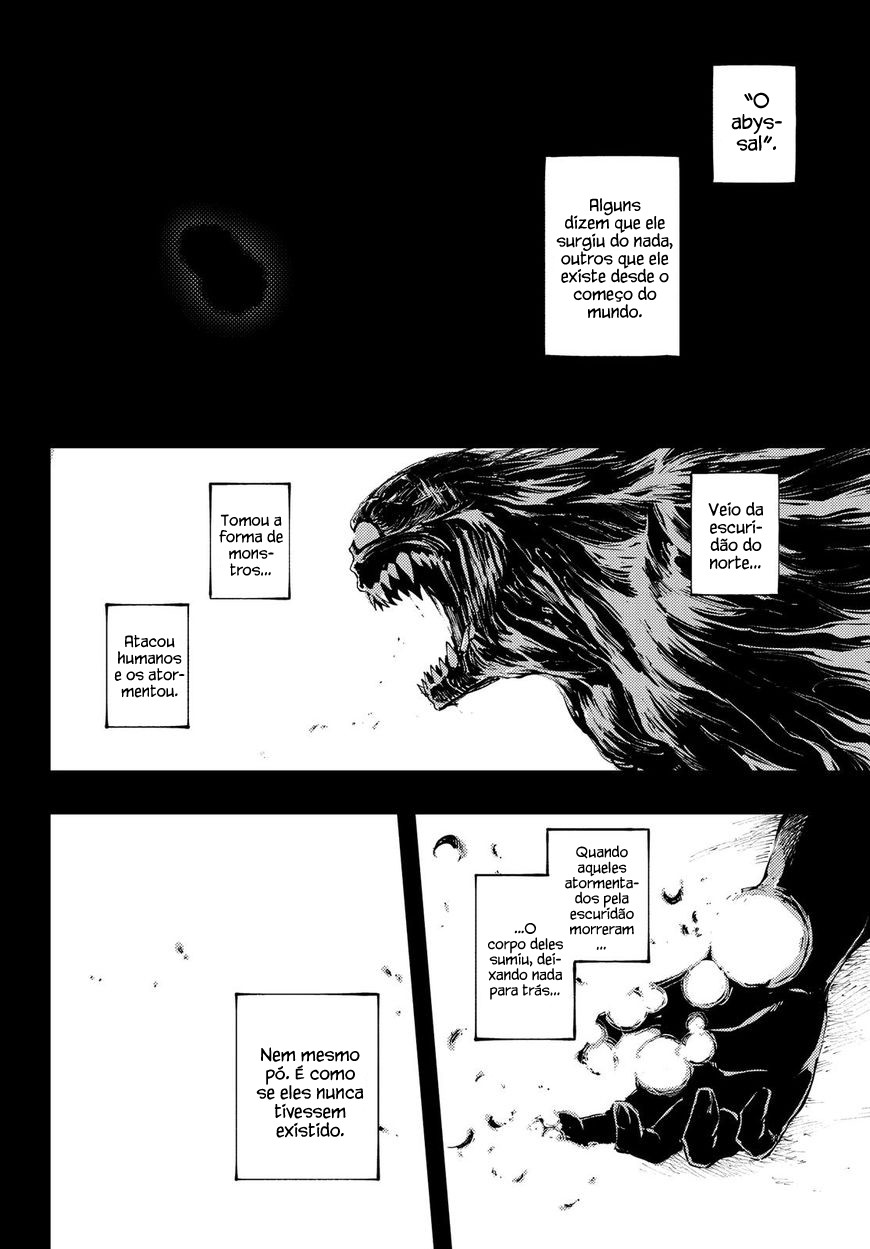 "O
abys-
sal".
Alguns
dizem que ele
surgiu do nada,
outros que ele
existe desde o
começo do
mundo.
Veio da
escuri-
dão do
norte...
Tomou a
forma de
mons-
tros...
Atacou
humanos
e os ator-
mentou.
Quando
aqueles
atormenta-
dos pela
escuridão
morreram
...
...O
corpo deles
sumiu, dei-
xando nada
para trás...
Nem mesmo
pó. É como
se eles nunca
tivessem
existido.